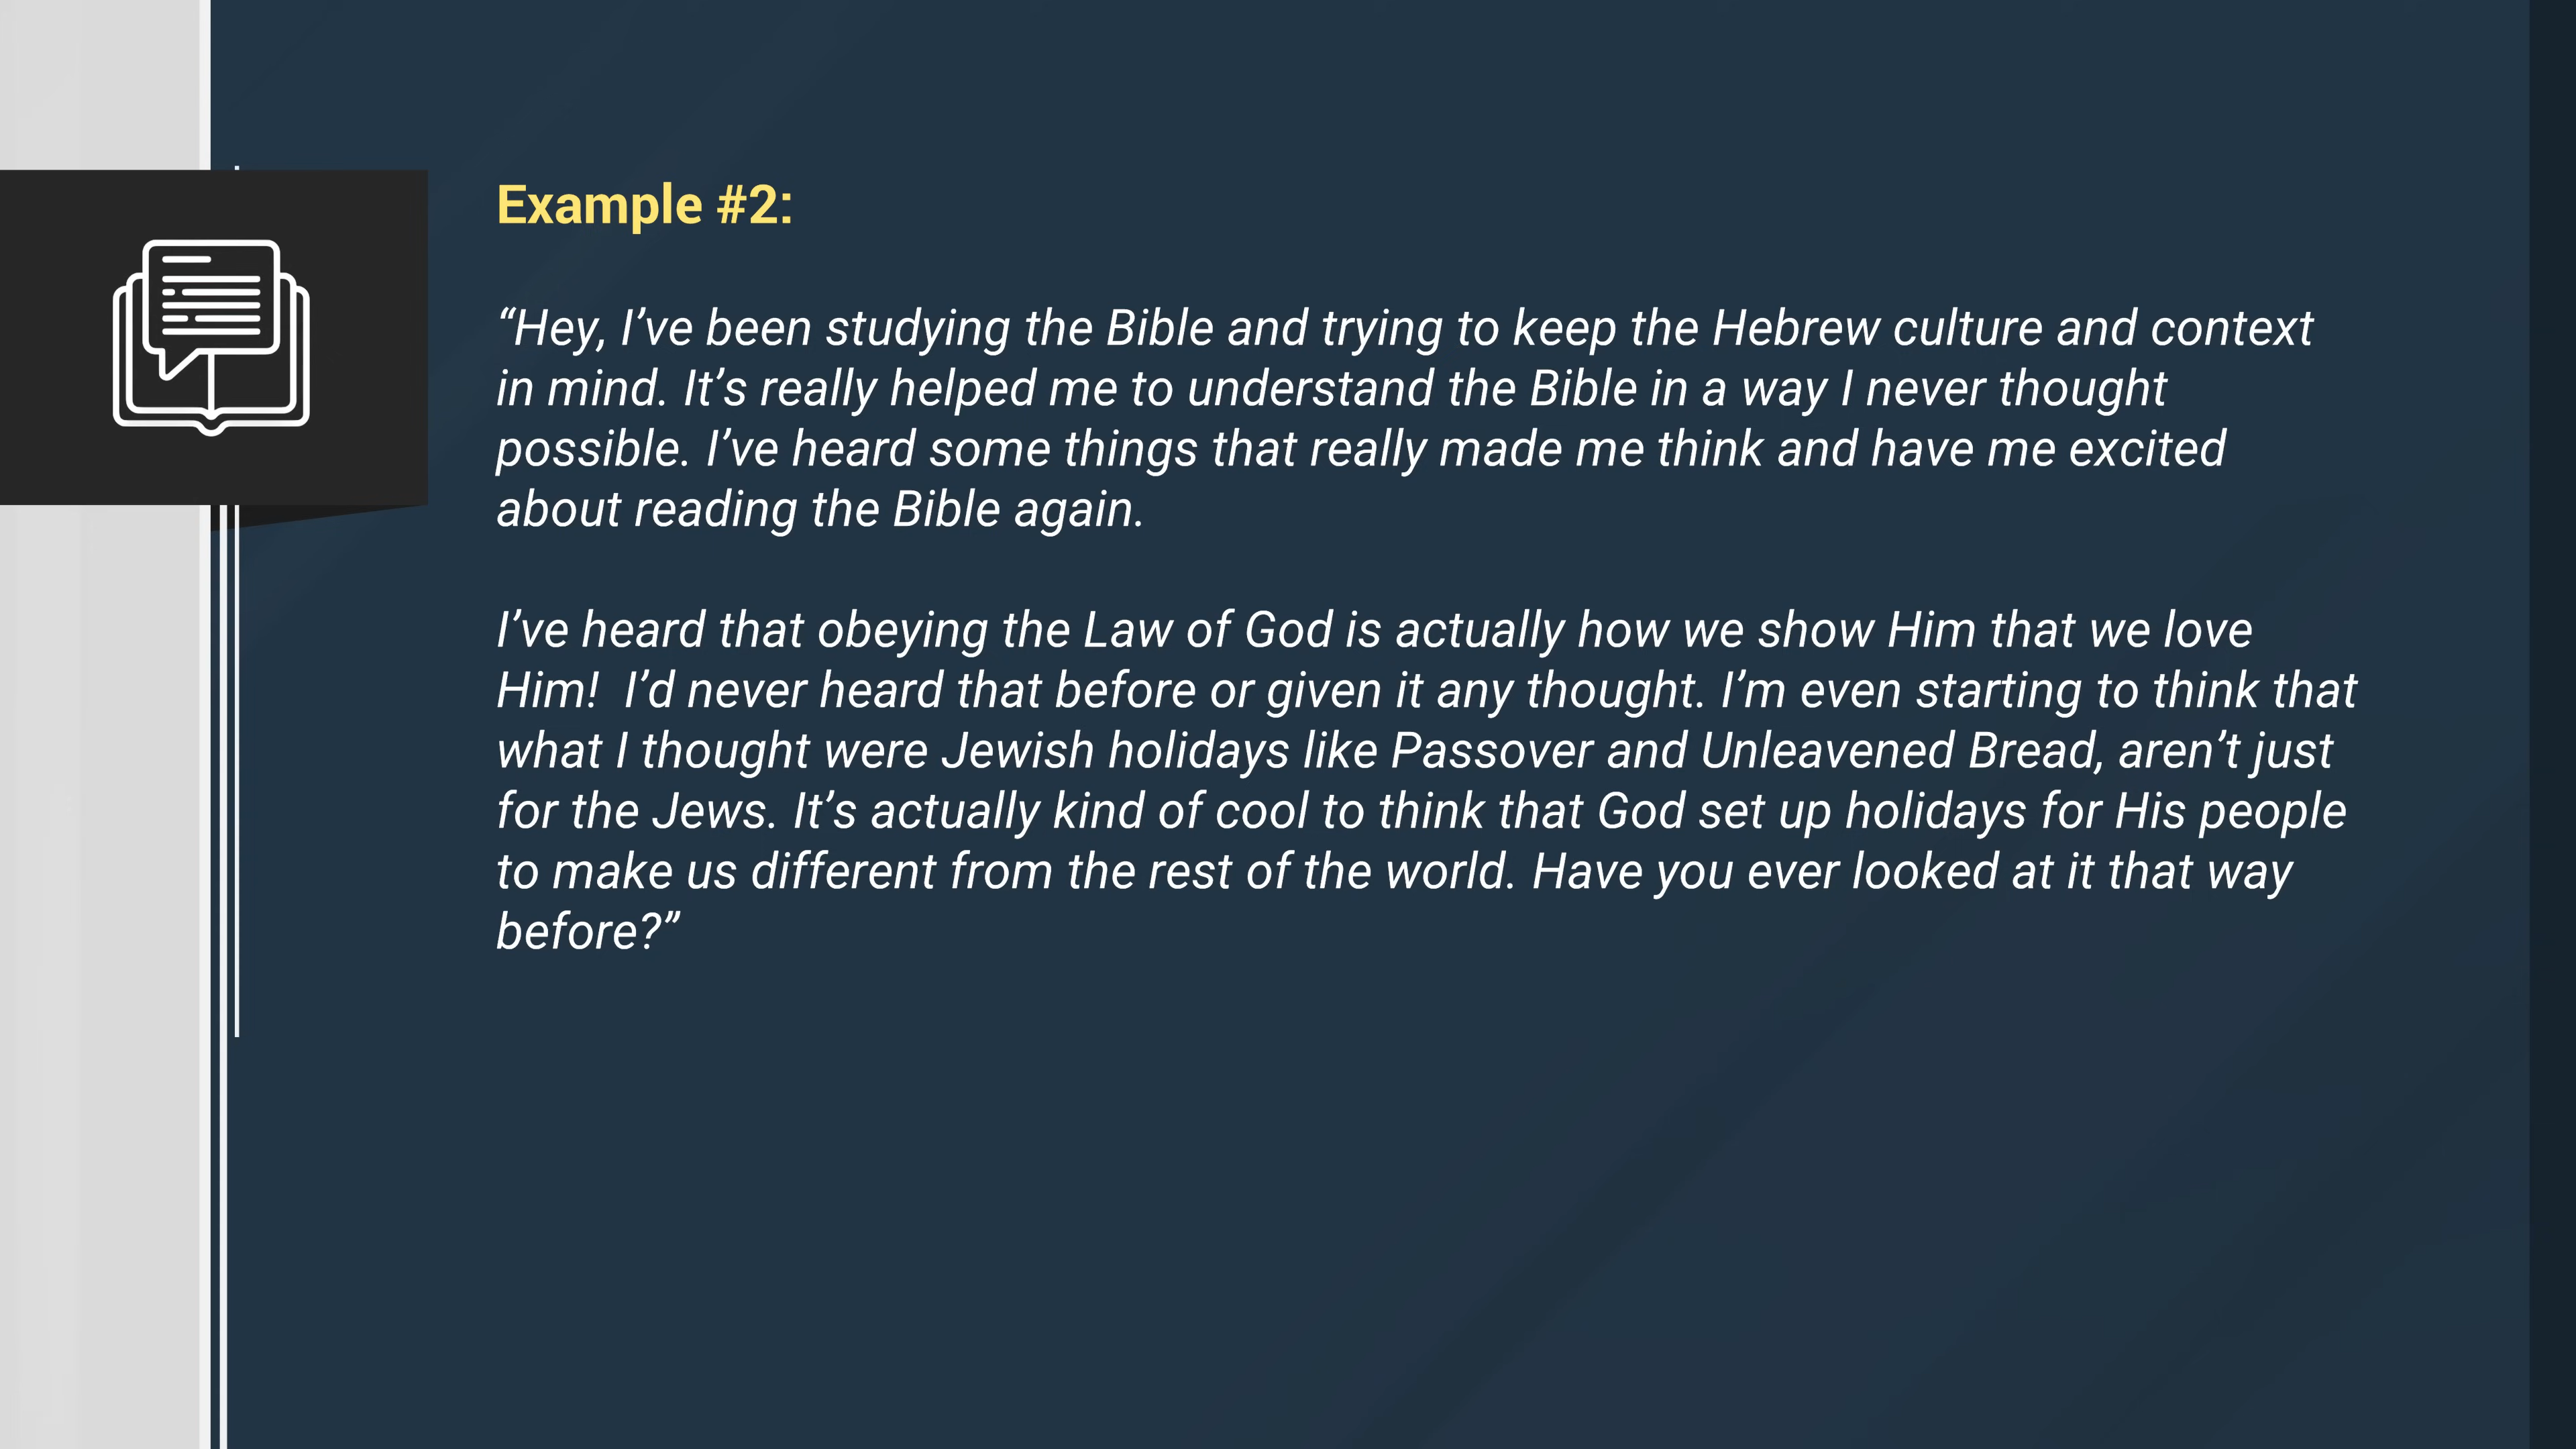 Example #2:
“Hey, I’ve been studying the Bible and trying to keep the Hebrew culture and context
in mind. It’s really helped me to understand the Bible in a way I never thought
possible. I’ve heard some things that really made me think and have me excited
about reading the Bible again.
I’ve heard that obeying the Law of God is actually how we show Him that we love
Him!  I’d never heard that before or given it any thought. I’m even starting to think that
what I thought were Jewish holidays like Passover and Unleavened Bread, aren’t just
for the Jews. It’s actually kind of cool to think that God set up holidays for His people
to make us different from the rest of the world. Have you ever looked at it that way
before?”